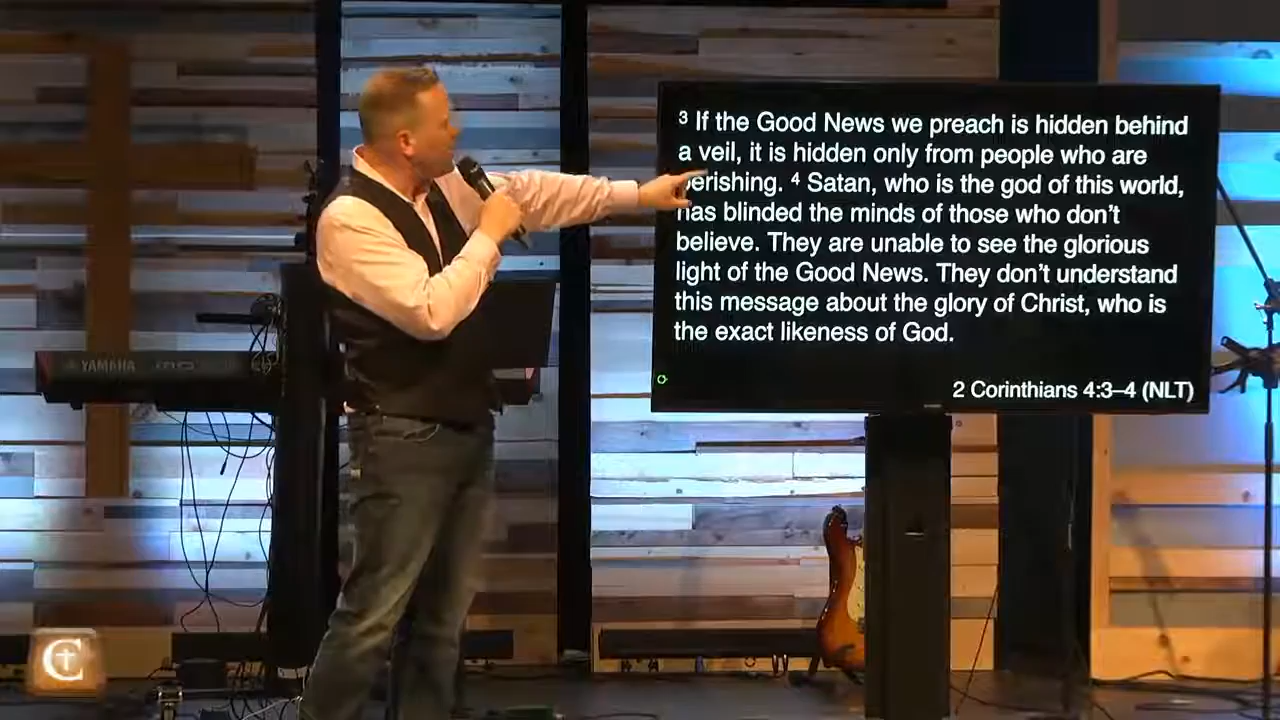 ³ If the Good News we preach is hidden behind
a veil, it is hidden only from people who are
perishing. ⁴ Satan, who is the god of this world,
has blinded the minds of those who don't
believe. They are unable to see the glorious
light of the Good News. They don't understand
this message about the glory of Christ, who is
the exact likeness of God.
2 Corinthians 4:3–4 (NLT)
YAMAHA
C